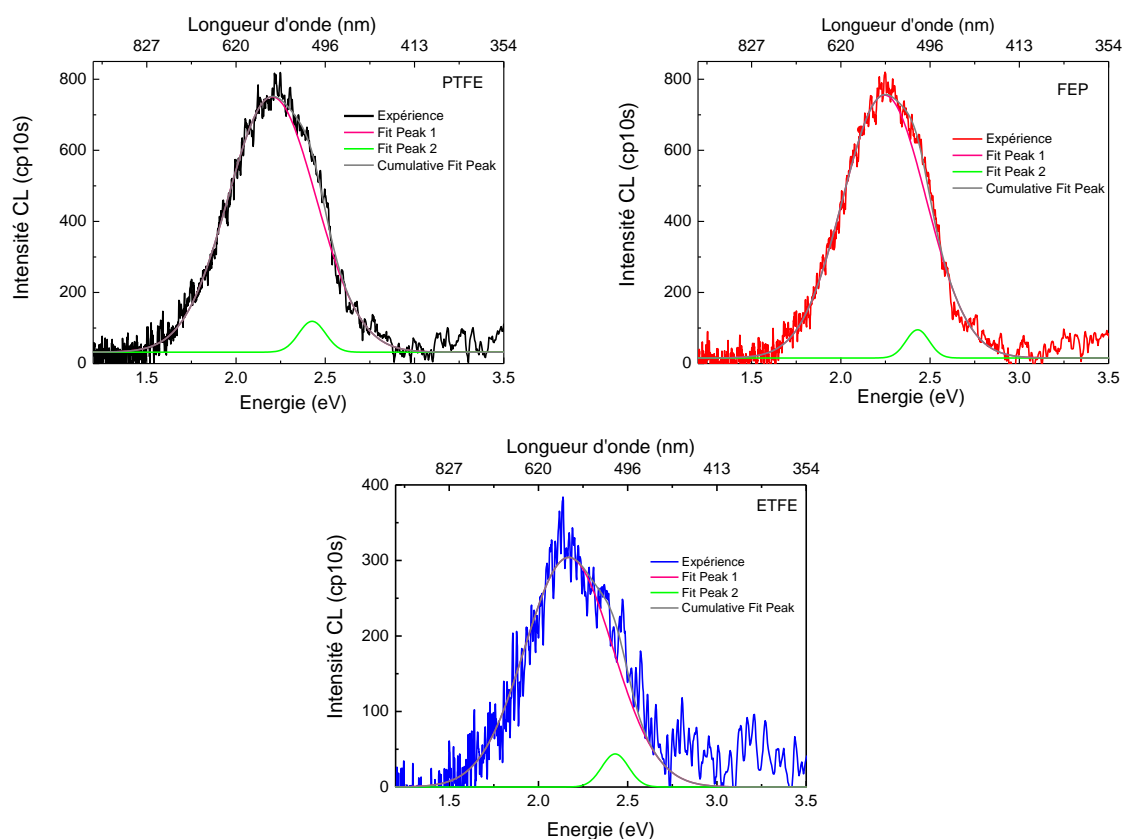 Longueur d'onde (nm)
827 620 496 413 354
800
600
400
200
0
Intensité CL (cp10s)
PTFE
Expérience
Fit Peak 1
Fit Peak 2
Cumulative Fit Peak
1.5 2.0 2.5 3.0 3.5
Energie (eV)
Longueur d'onde (nm)
827 620 496 413 354
800
600
400
200
0
Intensité CL (cp10s)
FEP
Expérience
Fit Peak 1
Fit Peak 2
Cumulative Fit Peak
1.5 2.0 2.5 3.0 3.5
Energie (eV)
Longueur d'onde (nm)
827 620 496 413 354
400
300
200
100
0
Intensité CL (cp10s)
ETFE
Expérience
Fit Peak 1
Fit Peak 2
Cumulative Fit Peak
1.5 2.0 2.5 3.0 3.5
Energie (eV)